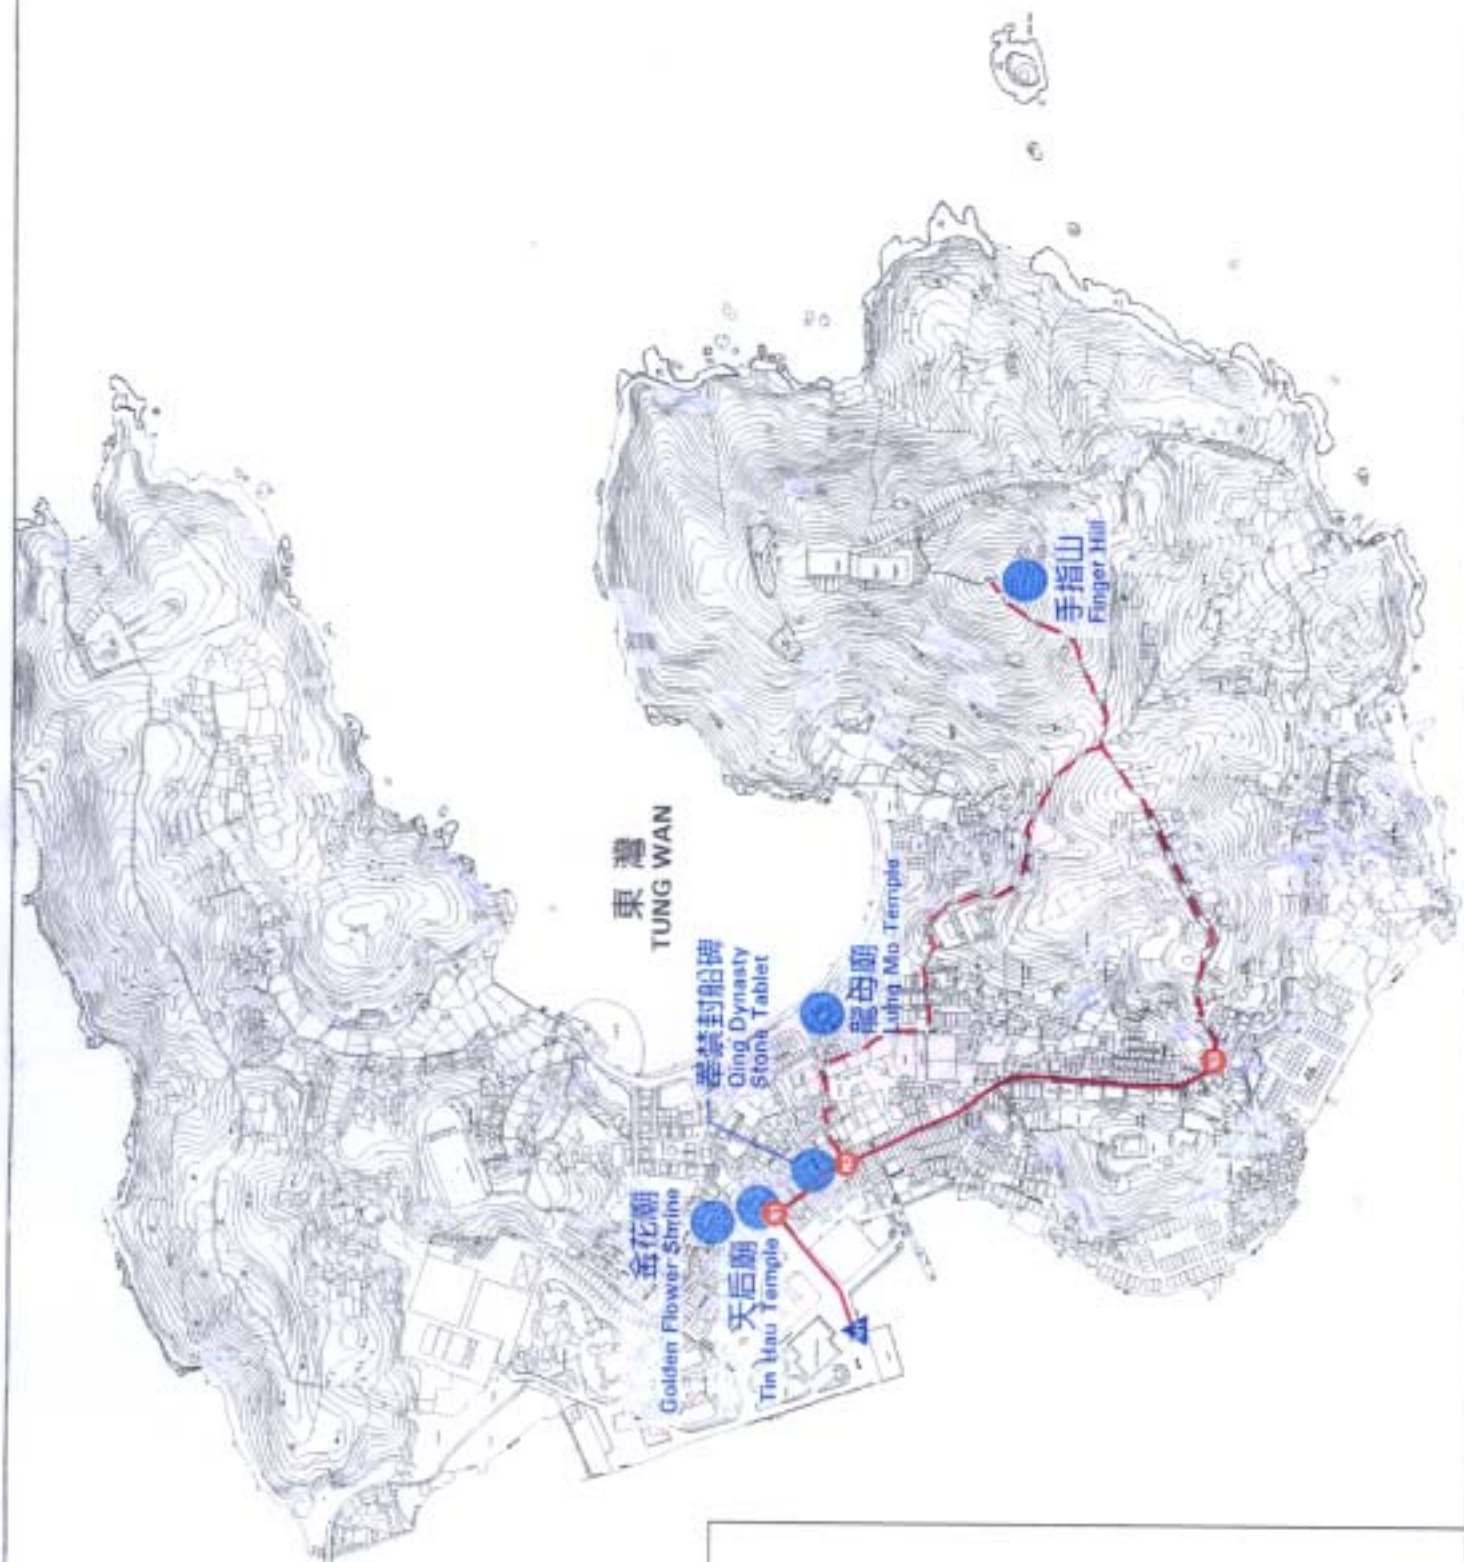 東灣
TUNG WAN
奉禁封船碑
Qing Dynasty
Stone Tablet
金花廟
Golden Flower Shrine
天后廟
Tin Hau Temple
龍母廟
Lung Mo Temple
手指山
Finger Hill